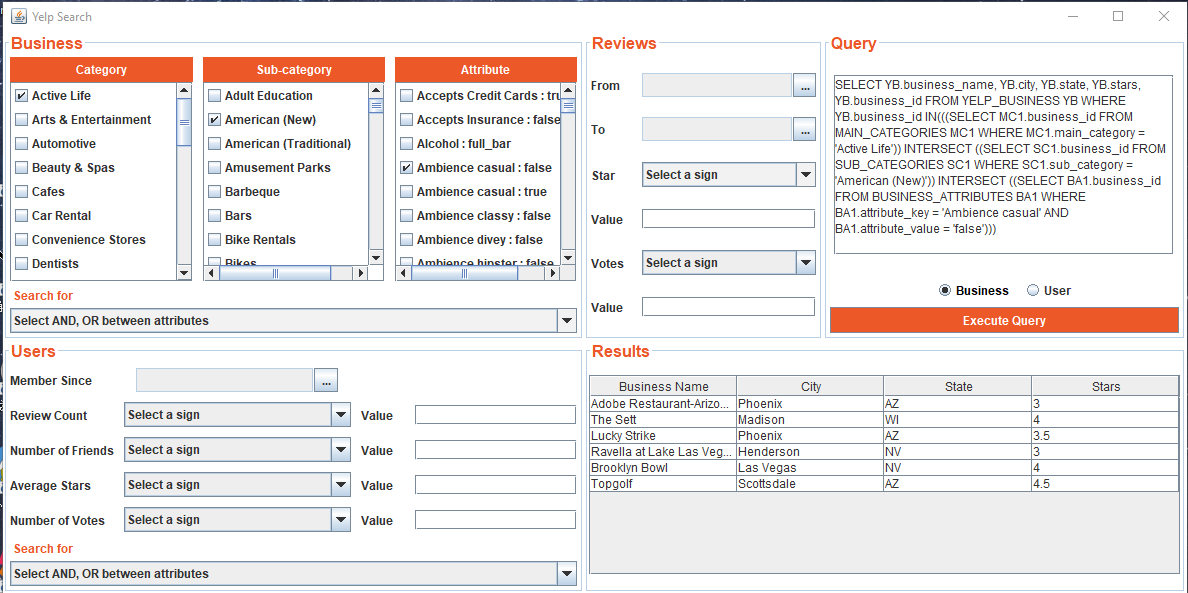 Yelp Search
Business
Category
Active Life
Arts & Entertainment
Automotive
Beauty & Spas
Cafes
Car Rental
Convenience Stores
Dentists
Sub-category
Adult Education
American (New)
American (Traditional)
Amusement Parks
Barbeque
Bars
Bike Rentals
Bikes
Attribute
Accepts Credit Cards : tru
Accepts Insurance : false
Alcohol : full_bar
Ambience casual : false
Ambience casual : true
Ambience classy : false
Ambience divey : false
Ambience hipster : false
Search for
Select AND, OR between attributes
Reviews
From ...
To ...
Star Select a sign
Value
Votes Select a sign
Value
Query
SELECT YB.business_name, YB.city, YB.state, YB.stars,
YB.business_id FROM YELP_BUSINESS YB WHERE
YB.business_id IN(((SELECT MC1.business_id FROM
MAIN_CATEGORIES MC1 WHERE MC1.main_category =
'Active Life')) INTERSECT ((SELECT SC1.business_id FROM
SUB_CATEGORIES SC1 WHERE SC1.sub_category =
'American (New)')) INTERSECT ((SELECT BA1.business_id
FROM BUSINESS_ATTRIBUTES BA1 WHERE
BA1.attribute_key = 'Ambience casual' AND
BA1.attribute_value = 'false')))
Business User
Execute Query
Users
Member Since ...
Review Count Select a sign Value
Number of Friends Select a sign Value
Average Stars Select a sign Value
Number of Votes Select a sign Value
Search for
Select AND, OR between attributes
Results
Business Name City State Stars
Adobe Restaurant-Arizo... Phoenix AZ 3
The Sett Madison WI 4
Lucky Strike Phoenix AZ 3.5
Ravella at Lake Las Veg... Henderson NV 3
Brooklyn Bowl Las Vegas NV 4
Topgolf Scottsdale AZ 4.5